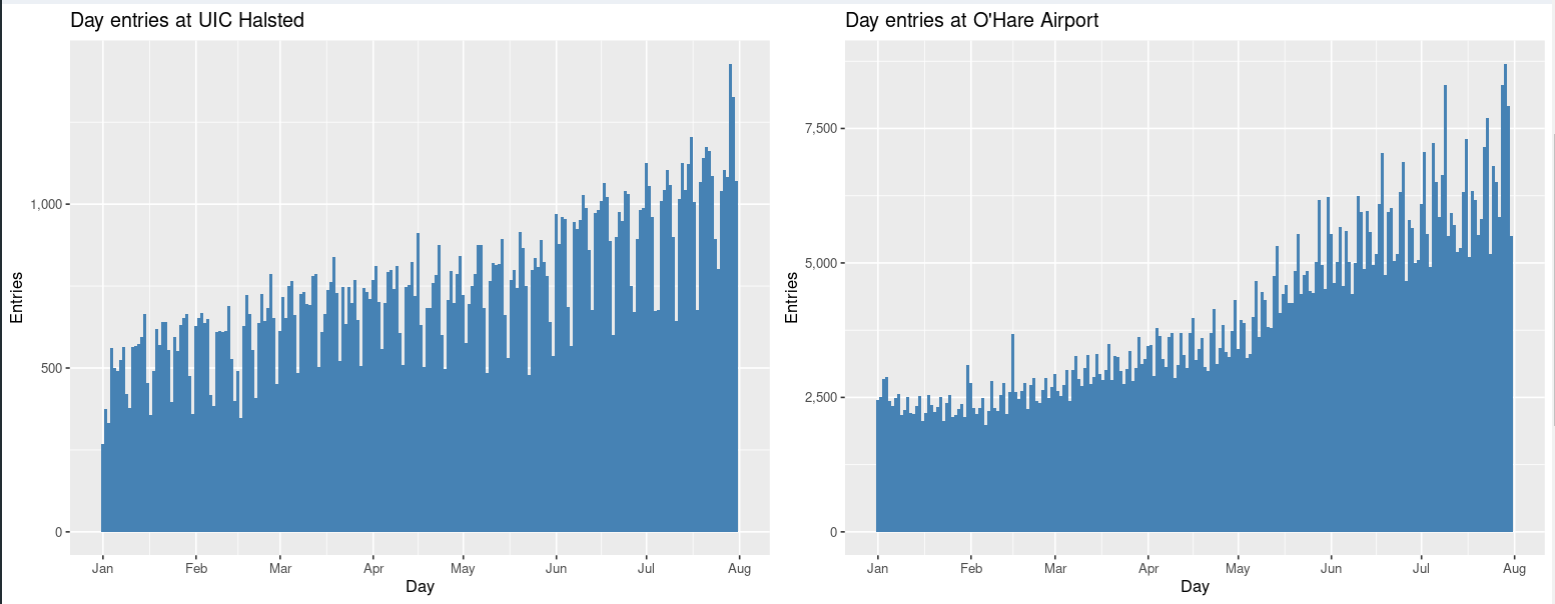 Day entries at UIC Halsted
Entries
1,000
500
0
Jan Feb Mar Apr May Jun Jul Aug
Day
Day entries at O'Hare Airport
Entries
7,500
5,000
2,500
0
Jan Feb Mar Apr May Jun Jul Aug
Day